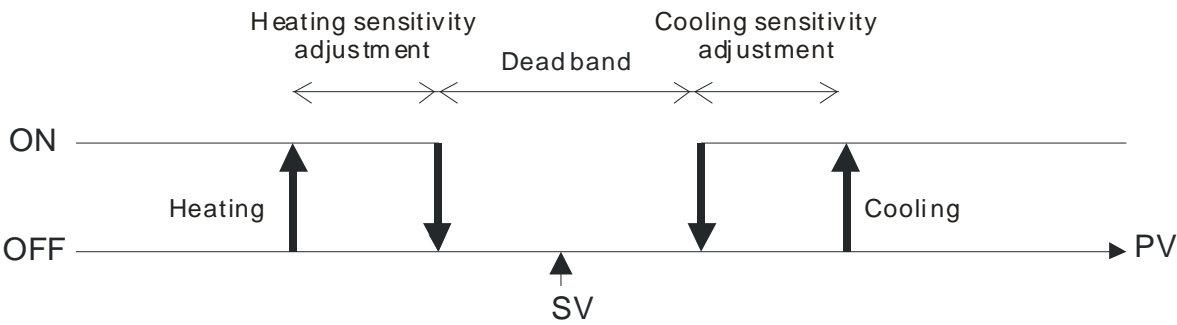 Heating sensitivity
adjustment
Dead band
Cooling sensitivity
adjustment
ON
Heating
Cooling
OFF
PV
SV